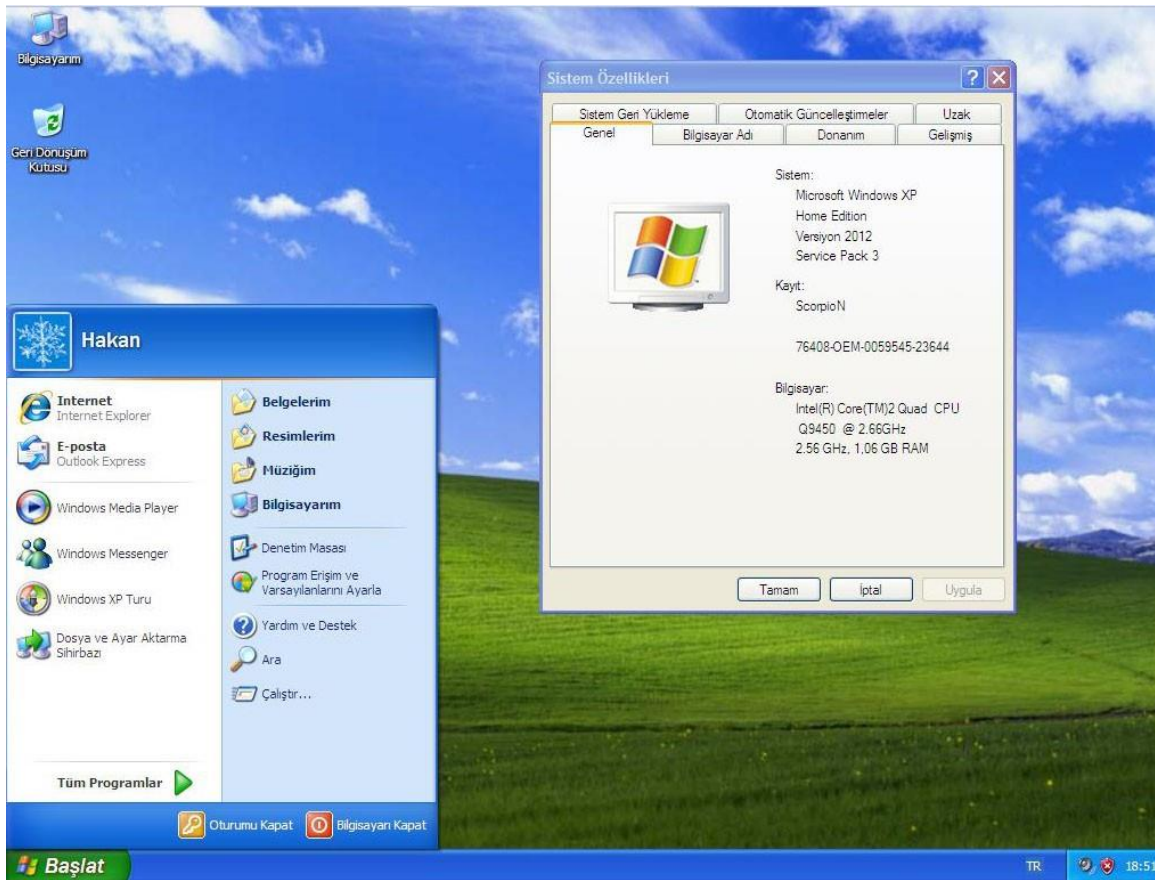 Bilgisayarım
Geri Dönüşüm
Kutusu
Sistem Özellikleri
Sistem Geri Yükleme
Otomatik Güncelleştimeler
Uzak
Genel
Bilgisayar Adı
Donanım
Gelişmiş
Sistem:
Microsoft Windows XP
Home Edition
Versiyon 2012
Service Pack 3
Kayıt:
ScorpioN
76408-OEM-0059545-23644
Bilgisayar:
Intel(R) Core(TM)2 Quad CPU
Q9450 @ 2.66GHz
2.56 GHz, 1,06 GB RAM
Tamam
İptal
Uygula
Hakan
Internet
Internet Explorer
E-posta
Outlook Express
Windows Media Player
Windows Messenger
Windows XP Turu
Dosya ve Ayar Aktarma
Sihirbazı
Tüm Programlar
Belgelerim
Resimlerim
Müziğim
Bilgisayarım
Denetim Masası
Program Erişim ve
Varsayılanlarını Ayarla
Yardım ve Destek
Ara
Çalıştır...
Oturumu Kapat
Bilgisayarı Kapat
Başlat
TR
18:51